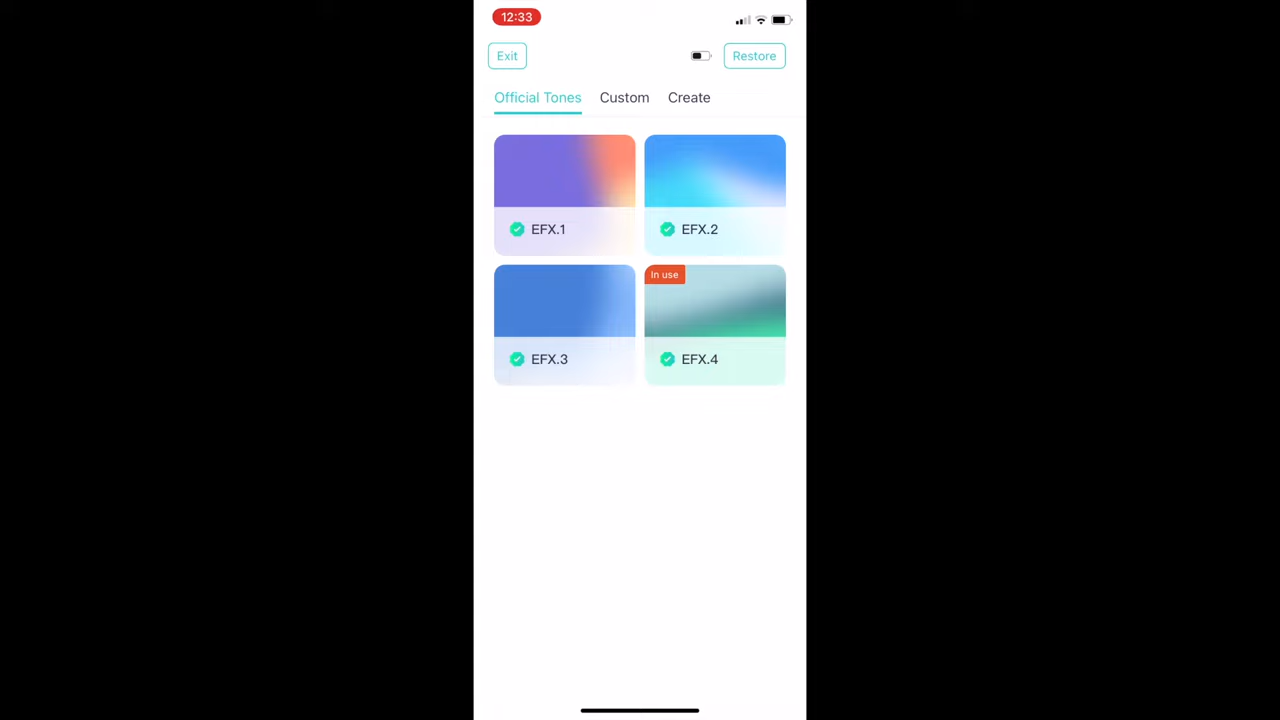 12:33
Exit
Restore
Official Tones Custom Create
EFX.1
EFX.2
In use
EFX.3
EFX.4